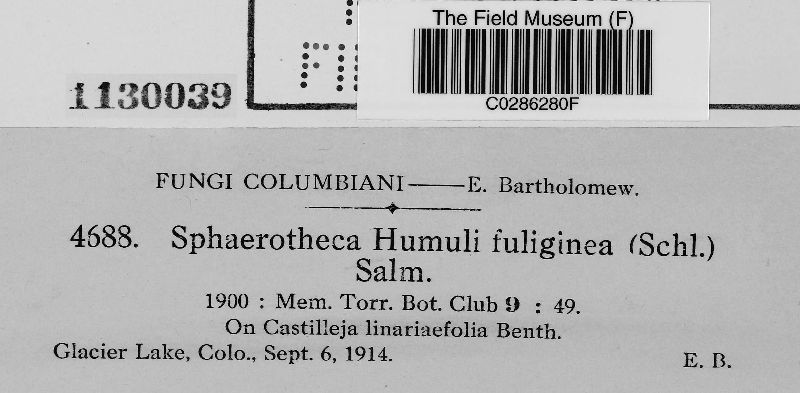 The Field Museum (F)
C0286280F
1130039
FUNGI COLUMBIANI——E. Bartholomew.
4688. Sphaerotheca Humuli fuliginea (Schl.)
Salm.
1900 : Mem. Torr. Bot. Club 9 : 49.
On Castilleja linariaefolia Benth.
Glacier Lake, Colo., Sept. 6, 1914.
E. B.